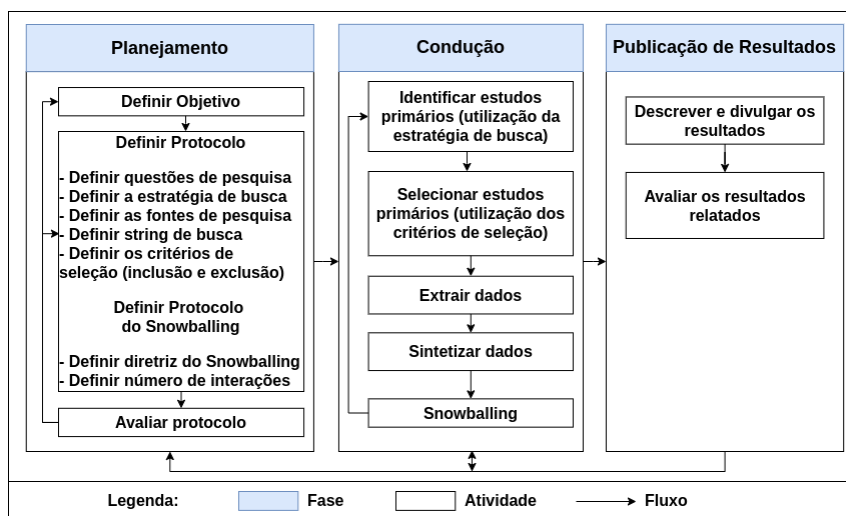 Planejamento
Definir Objetivo
Definir Protocolo
- Definir questões de pesquisa
- Definir a estratégia de busca
- Definir as fontes de pesquisa
- Definir string de busca
- Definir os critérios de
seleção (inclusão e exclusão)
Definir Protocolo
do Snowballing
- Definir diretriz do Snowballing
- Definir número de interações
Avaliar protocolo
Condução
Identificar estudos
primários (utilização da
estratégia de busca)
Selecionar estudos
primários (utilização dos
critérios de seleção)
Extrair dados
Sintetizar dados
Snowballing
Publicação de Resultados
Descrever e divulgar os
resultados
Avaliar os resultados
relatados
Legenda:
Fase
Atividade
Fluxo